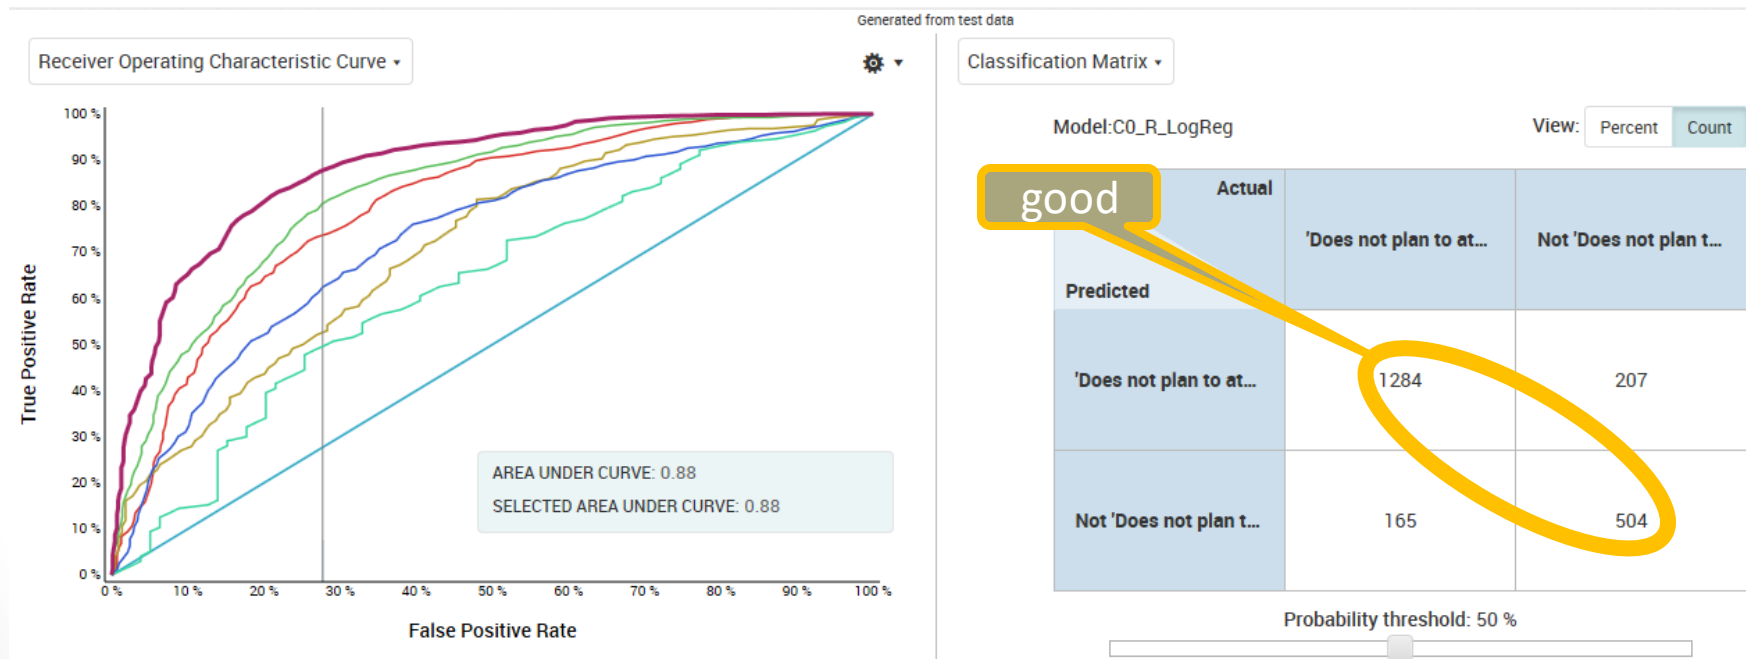 Generated from test data
Receiver Operating Characteristic Curve
Classification Matrix
100 %
90 %
80 %
70 %
60 %
50 %
40 %
30 %
20 %
10 %
0 %
True Positive Rate
AREA UNDER CURVE: 0.88
SELECTED AREA UNDER CURVE: 0.88
0 % 10 % 20 % 30 % 40 % 50 % 60 % 70 % 80 % 90 % 100 %
False Positive Rate
Model:C0_R_LogReg
View: Percent Count
good
Actual
'Does not plan to at... Not 'Does not plan t...
Predicted
'Does not plan to at... 1284 207
Not 'Does not plan t... 165 504
Probability threshold: 50 %